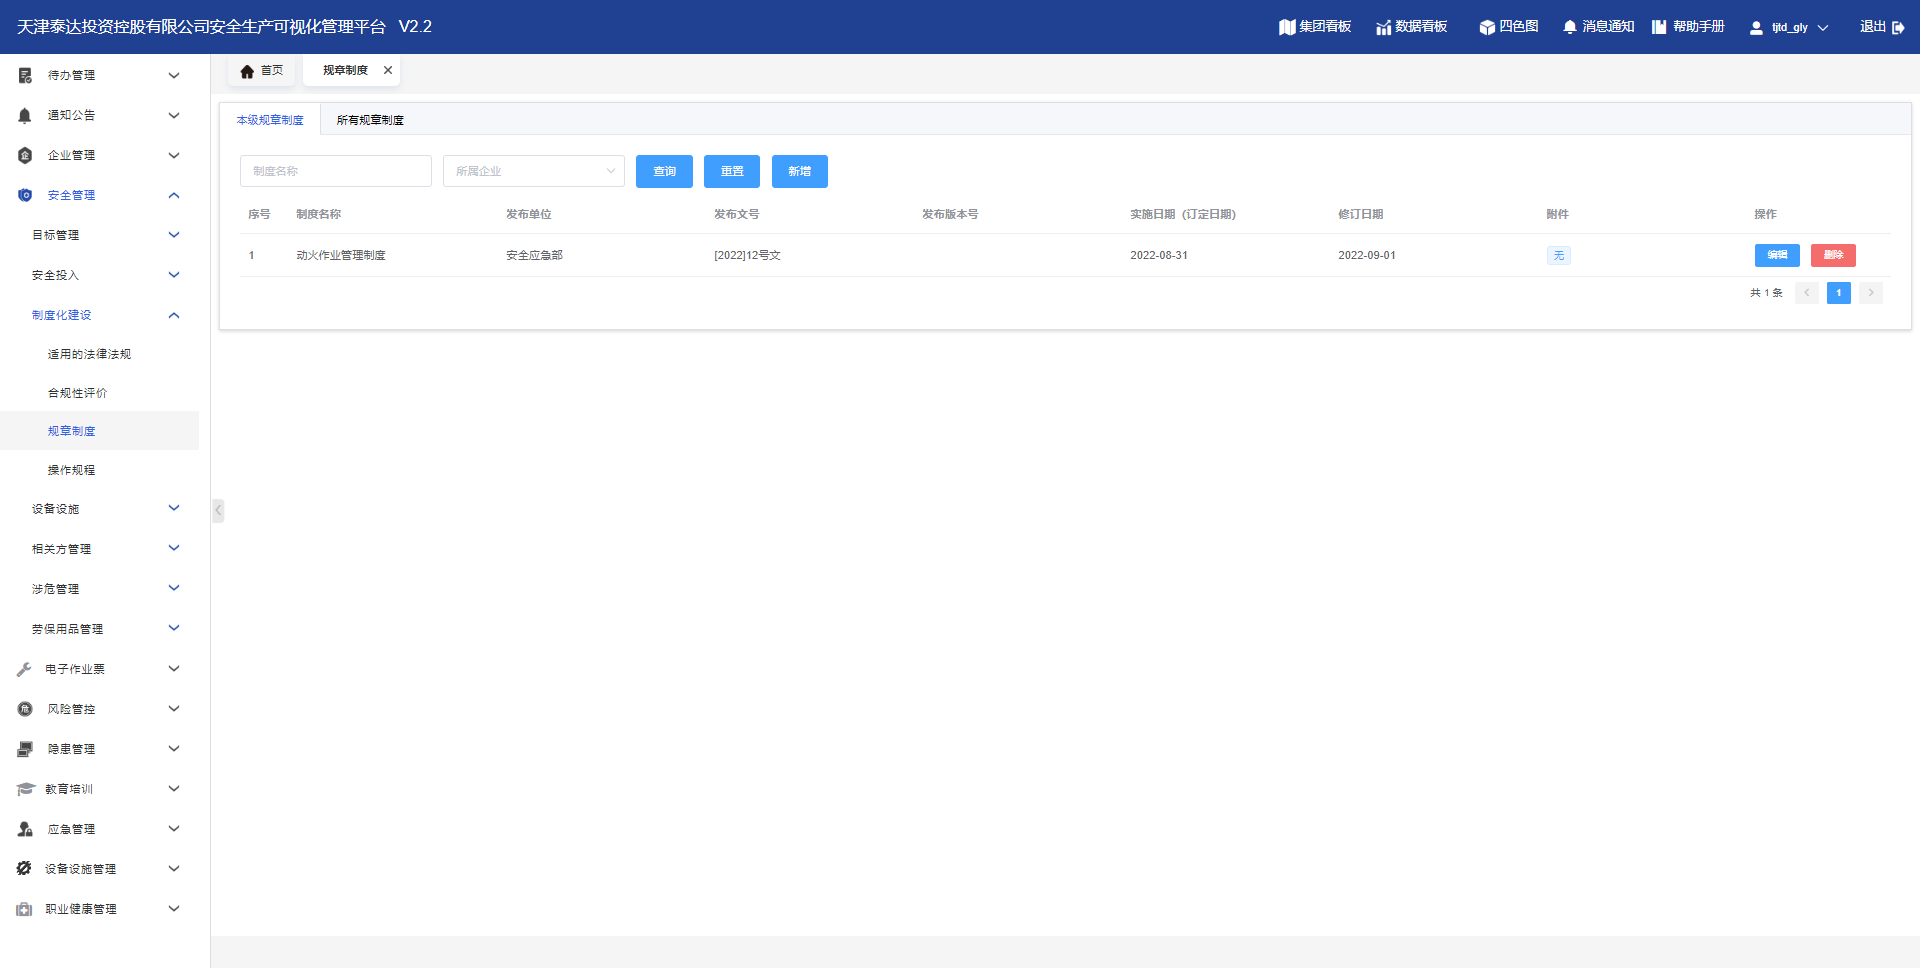 天津泰达投资控股有限公司安全生产可视化管理平台 V2.2
集团看板 数据看板 四色图 消息通知 帮助手册 tjtd_gly 退出
待办管理
通知公告
企业管理
安全管理
目标管理
安全投入
制度化建设
适用的法律法规
合规性评价
规章制度
操作规程
设备设施
相关方管理
涉危管理
劳保用品管理
电子作业票
风险管控
隐患管理
教育培训
应急管理
设备设施管理
职业健康管理
首页 规章制度
本级规章制度 所有规章制度
制度名称 所属企业 查询 重置 新增
序号 制度名称 发布单位 发布文号 发布版本号 实施日期（订定日期） 修订日期 附件 操作
1 动火作业管理制度 安全应急部 [2022]12号文 2022-08-31 2022-09-01 无 编辑 删除
共 1 条 1